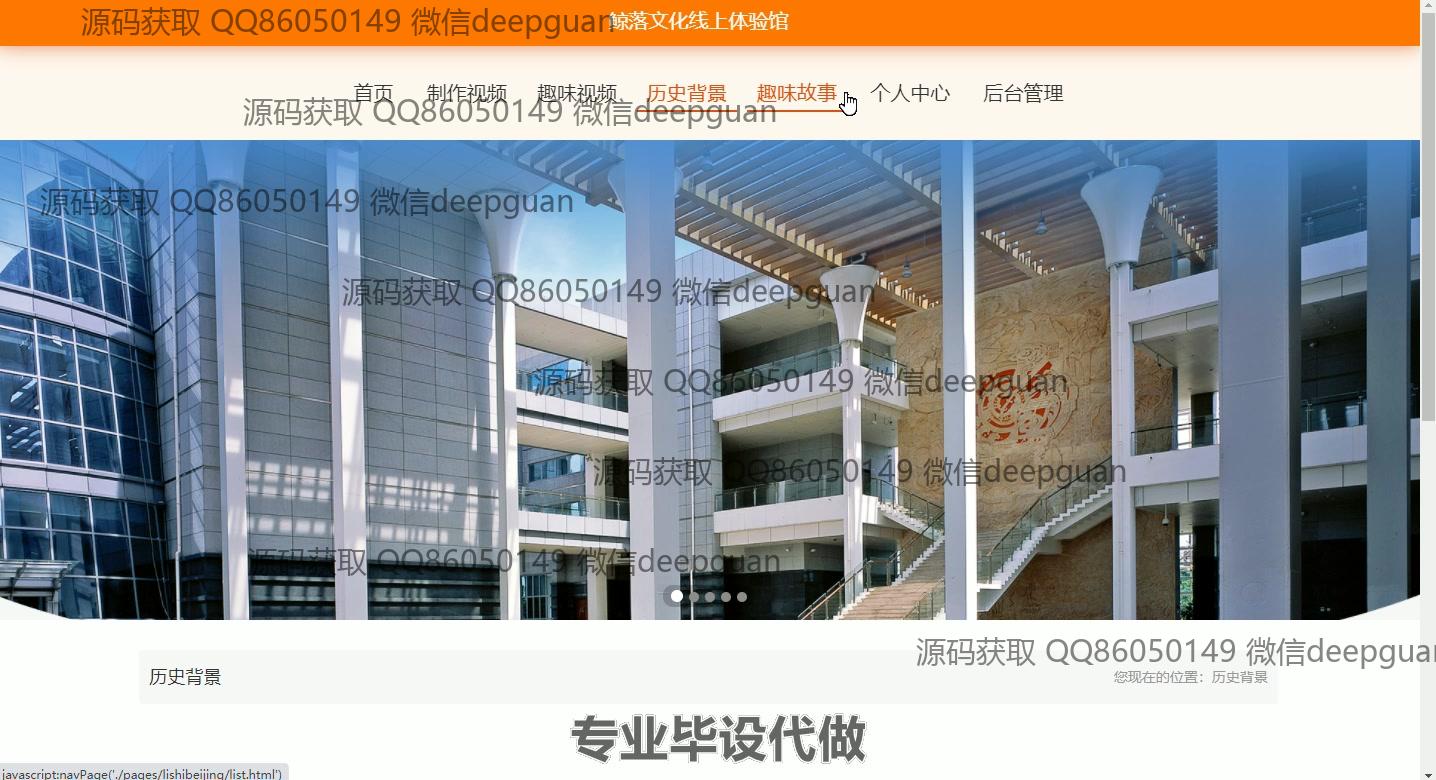 源码获取 QQ86050149 微信deepguan
鲸落文化线上体验馆
首页 制作视频 趣味视频 历史背景 趣味故事 个人中心 后台管理
源码获取 QQ86050149 微信deepguan
源码获取 QQ86050149 微信deepguan
源码获取 QQ86050149 微信deepguan
源码获取 QQ86050149 微信deepguan
源码获取 QQ86050149 微信deepguan
源码获取 QQ86050149 微信deepguan
源码获取 QQ86050149 微信deepguan
历史背景
您现在的位置：历史背景
专业毕设代做
javascript:navPage('./pages/lishibeijing/list.html')